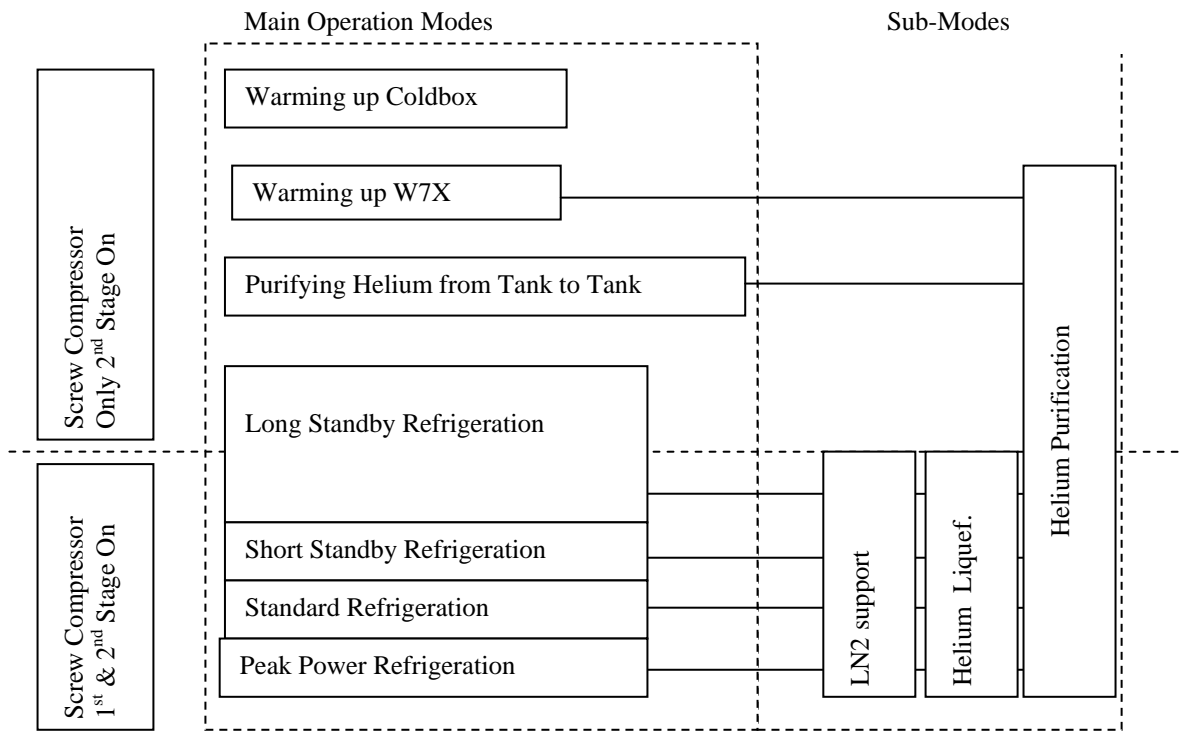 Main Operation Modes
Sub-Modes
Screw Compressor
Only 2nd Stage On
Warming up Coldbox
Warming up W7X
Purifying Helium from Tank to Tank
Long Standby Refrigeration
Helium Purification
Screw Compressor
1st & 2nd Stage On
Short Standby Refrigeration
Standard Refrigeration
Peak Power Refrigeration
LN2 support
Helium Liquef.